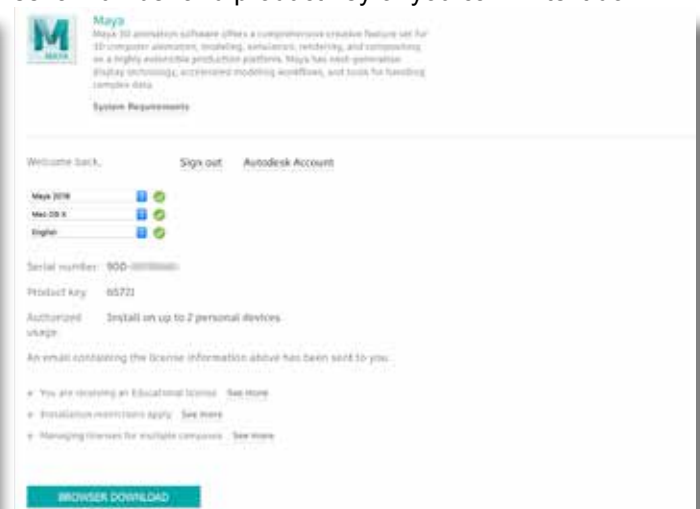 Maya
Maya 3D animation software offers a comprehensive creative feature set for
3D computer animation, modeling, simulation, rendering, and compositing
on a highly extensible production platform. Maya has next-generation
display technology, accelerated modeling workflows, and tools for handling
complex data.
MAYA
System Requirements
Welcome back, Sign out Autodesk Account
Maya 2016
Mac OS X
English
Serial number: 900-
Product key:
Authorized Install on up to 2 personal devices
usage:
An email containing the license information above has been sent to you
You are receiving an Educational license See more
Installation restrictions apply See more
Managing licenses for multiple computers See more
BROWSER DOWNLOAD